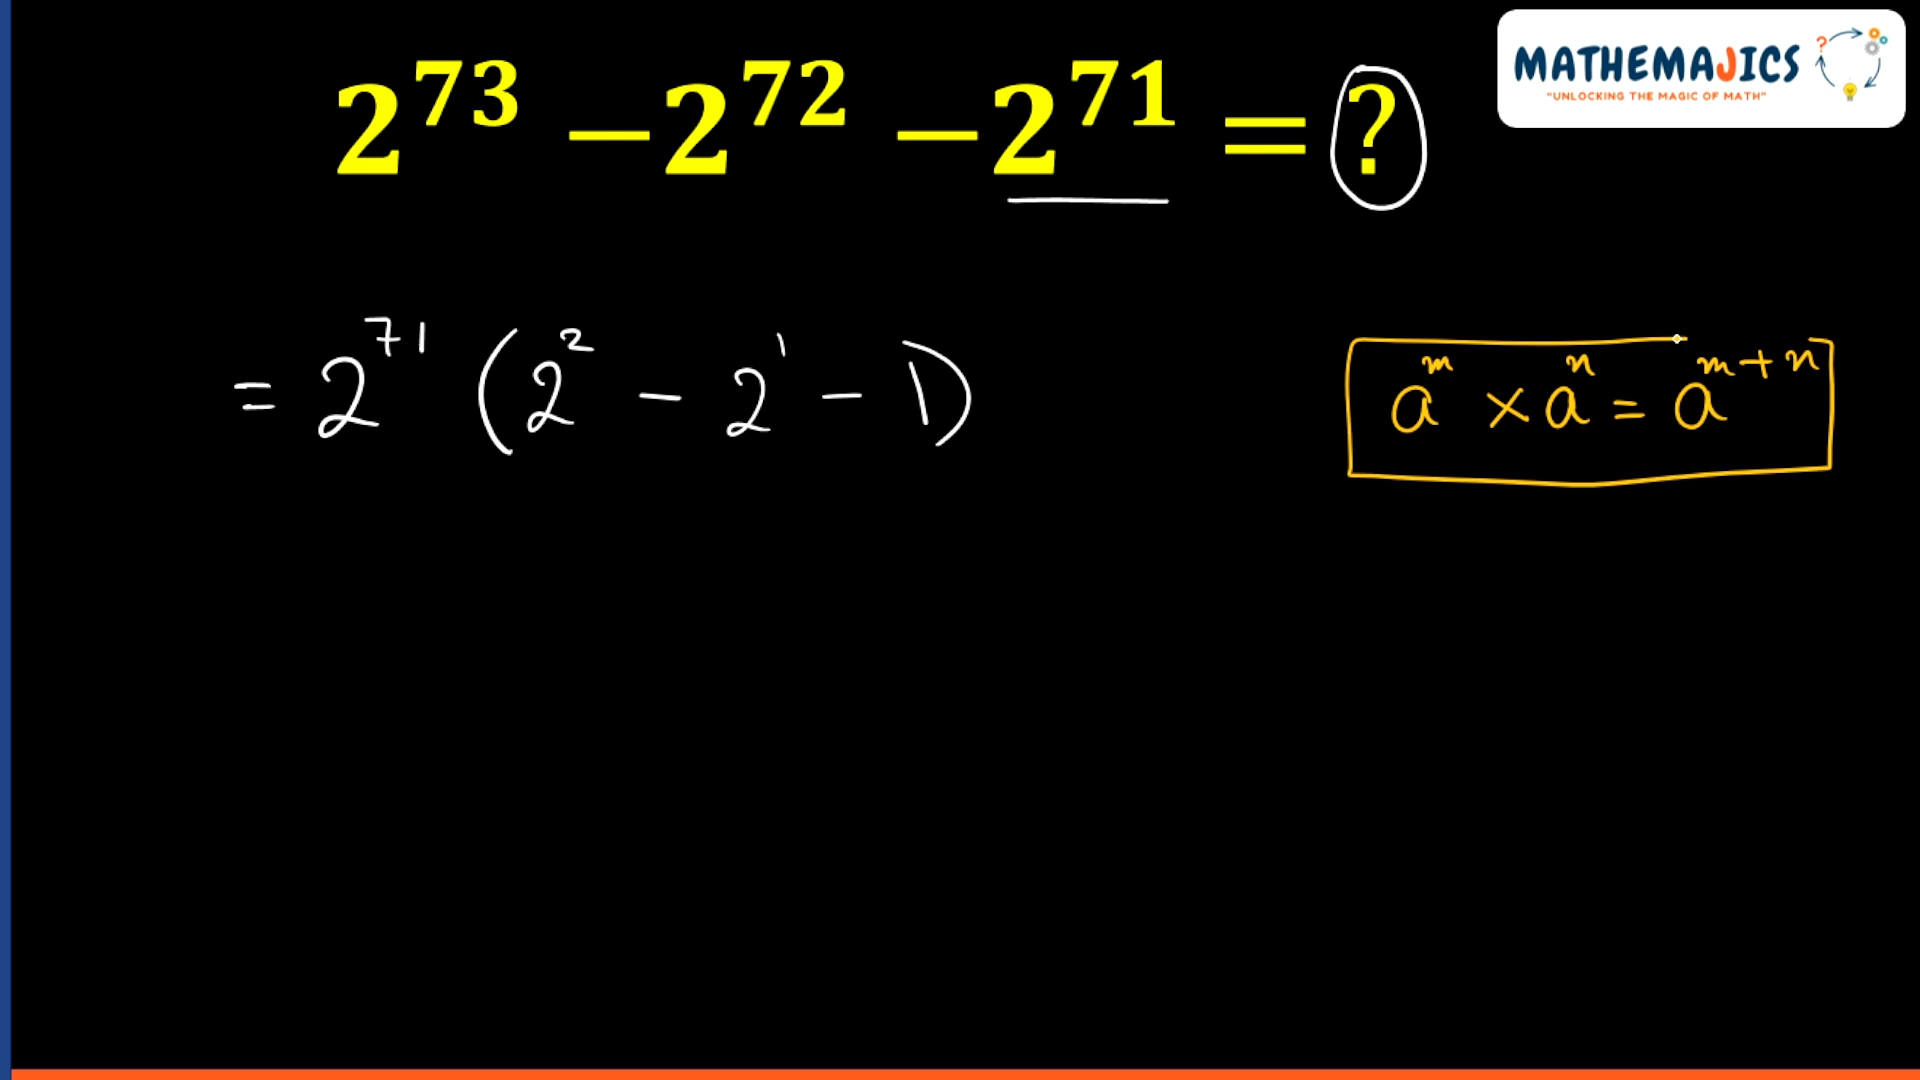 2^73 − 2^72 − 2^71 = ?
MATHEMAJICS
"UNLOCKING THE MAGIC OF MATH"
= 2^71 (2^2 − 2^1 − 1)
a^m × a^n = a^m+n